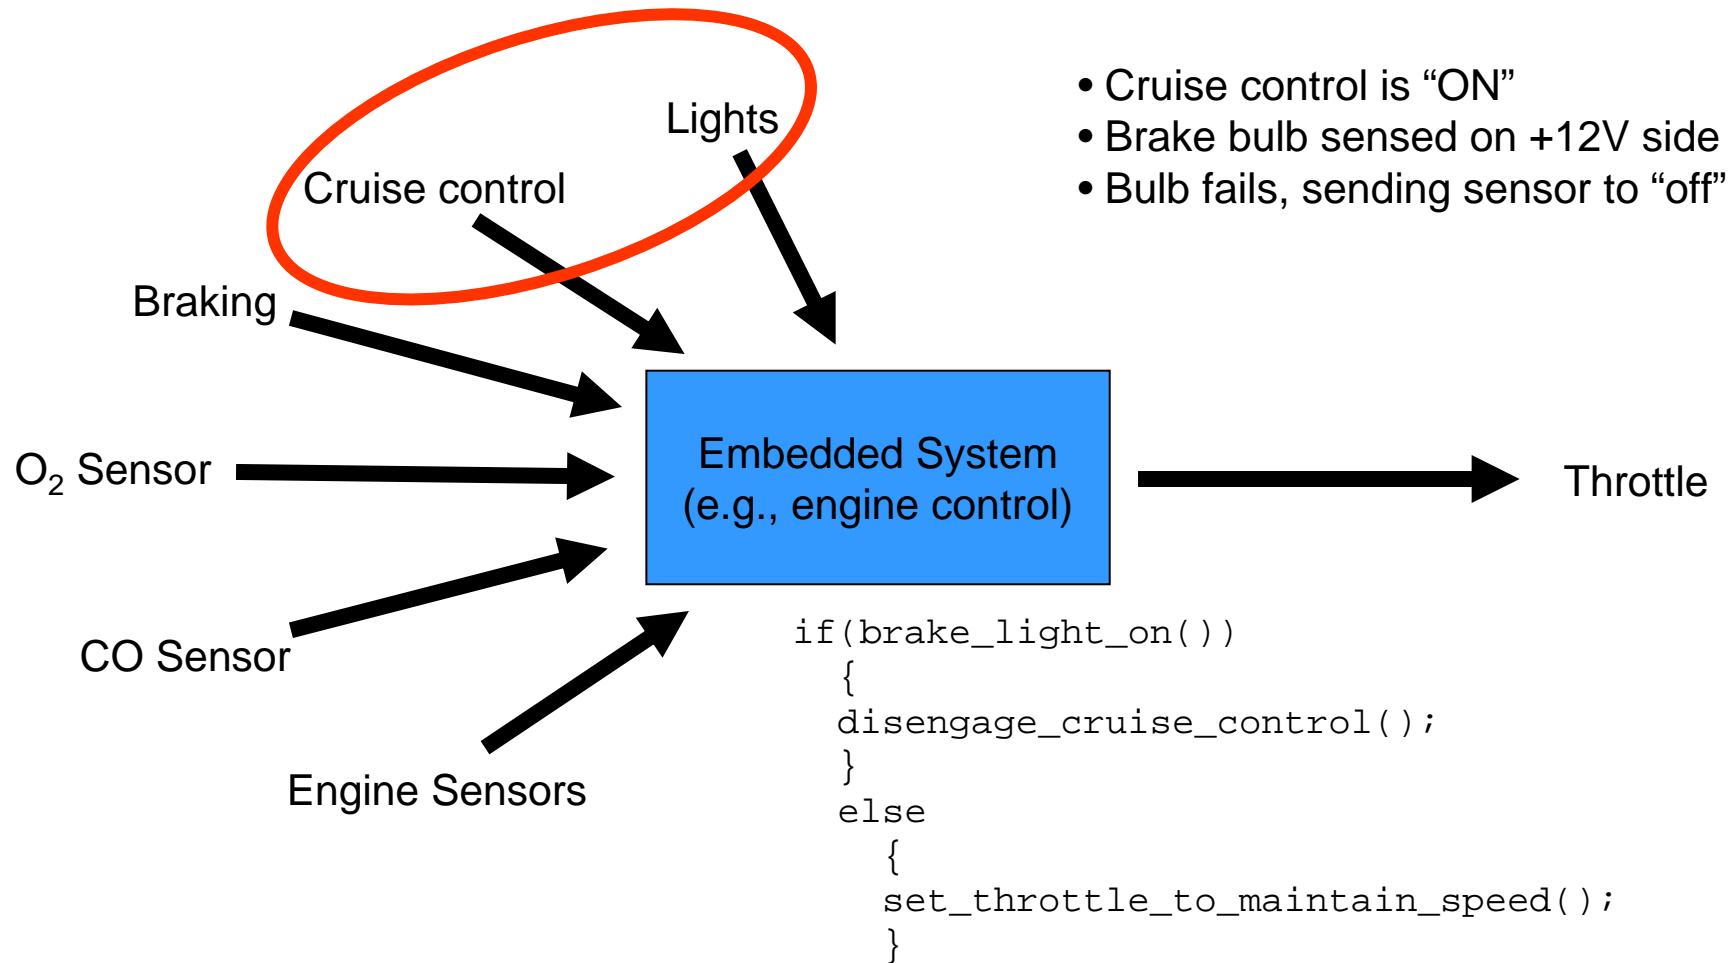 • Cruise control is “ON”
• Brake bulb sensed on +12V side
• Bulb fails, sending sensor to “off”
Lights
Cruise control
Braking
O₂ Sensor
CO Sensor
Engine Sensors
Embedded System
(e.g., engine control)
Throttle
if(brake_light_on())
{
disengage_cruise_control();
}
else
{
set_throttle_to_maintain_speed();
}